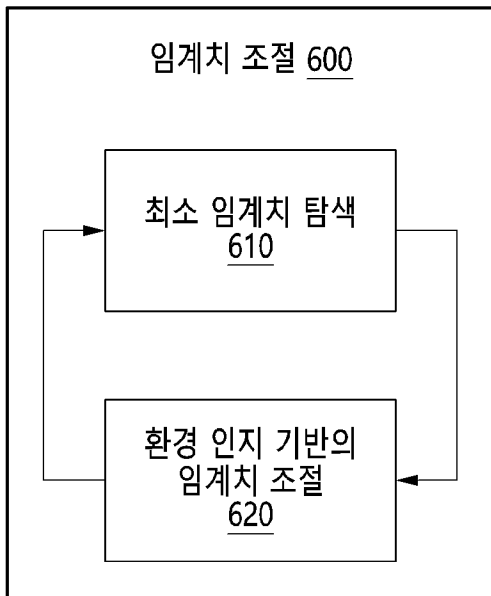 임계치 조절 600
최소 임계치 탐색
610
환경 인지 기반의
임계치 조절
620